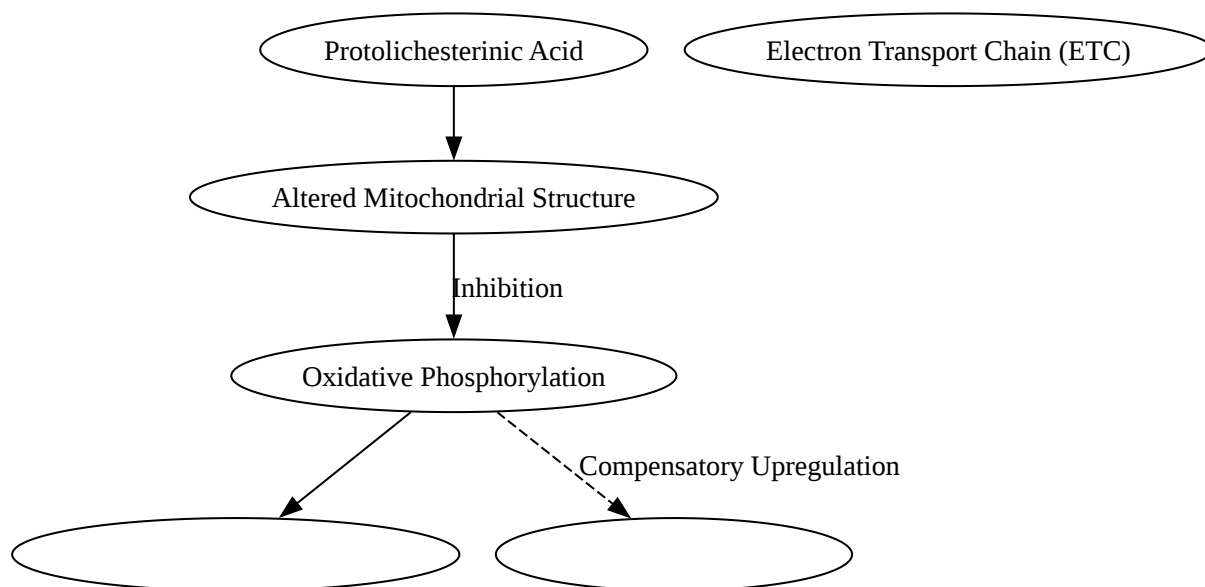 Protolichesterinic Acid
Electron Transport Chain (ETC)
Altered Mitochondrial Structure
Inhibition
Oxidative Phosphorylation
Compensatory Upregulation